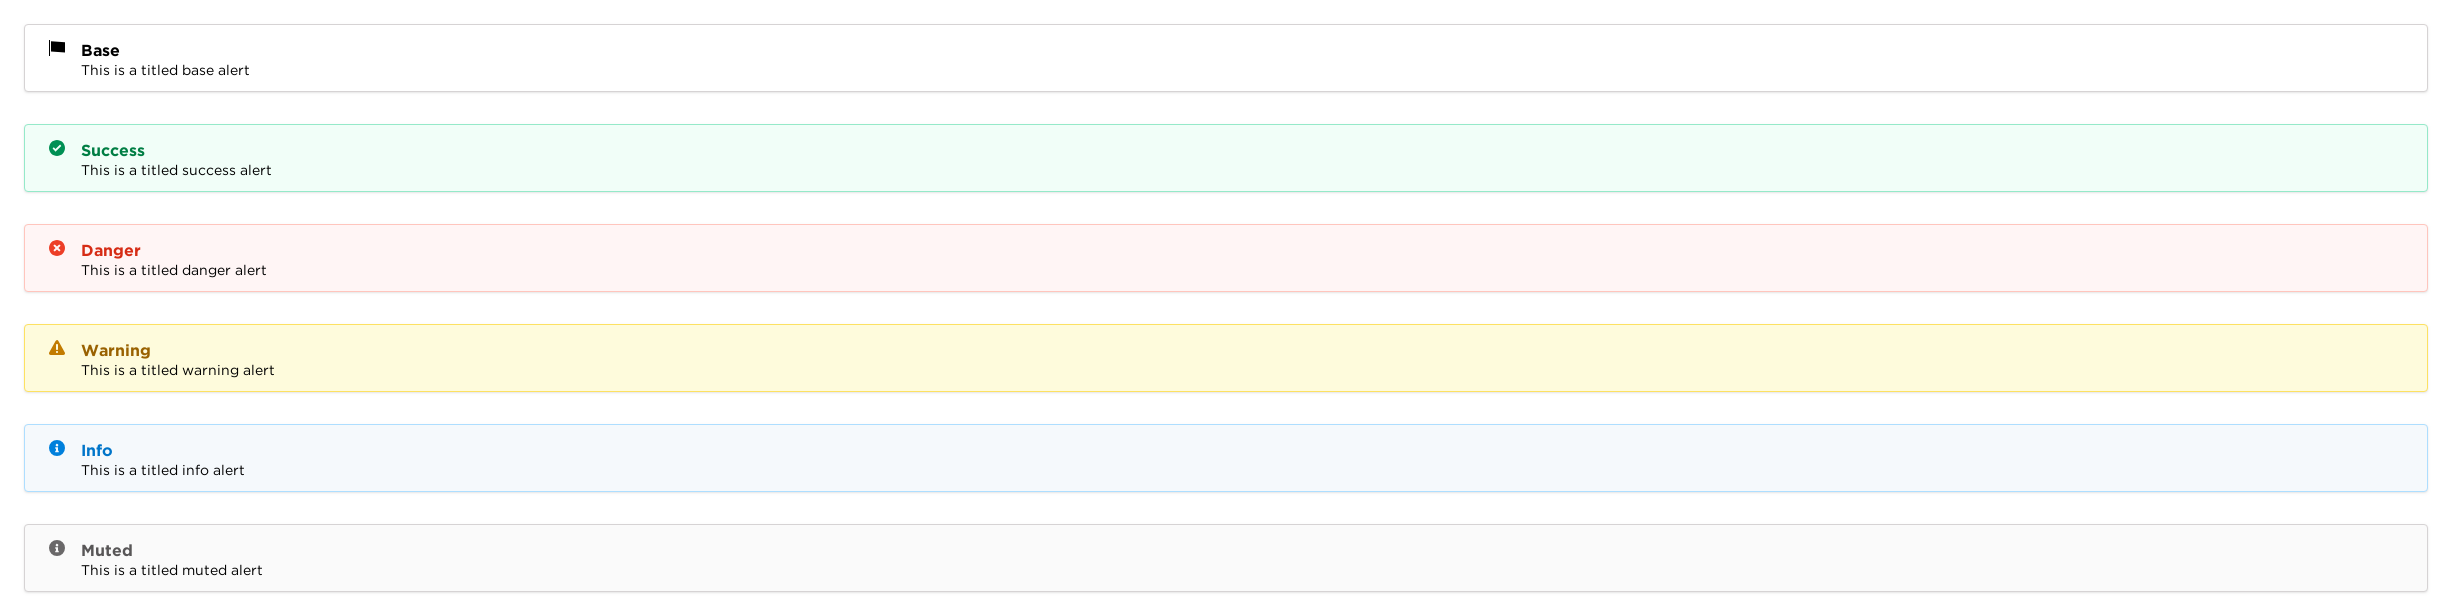 Base
This is a titled base alert
Success
This is a titled success alert
Danger
This is a titled danger alert
Warning
This is a titled warning alert
Info
This is a titled info alert
Muted
This is a titled muted alert